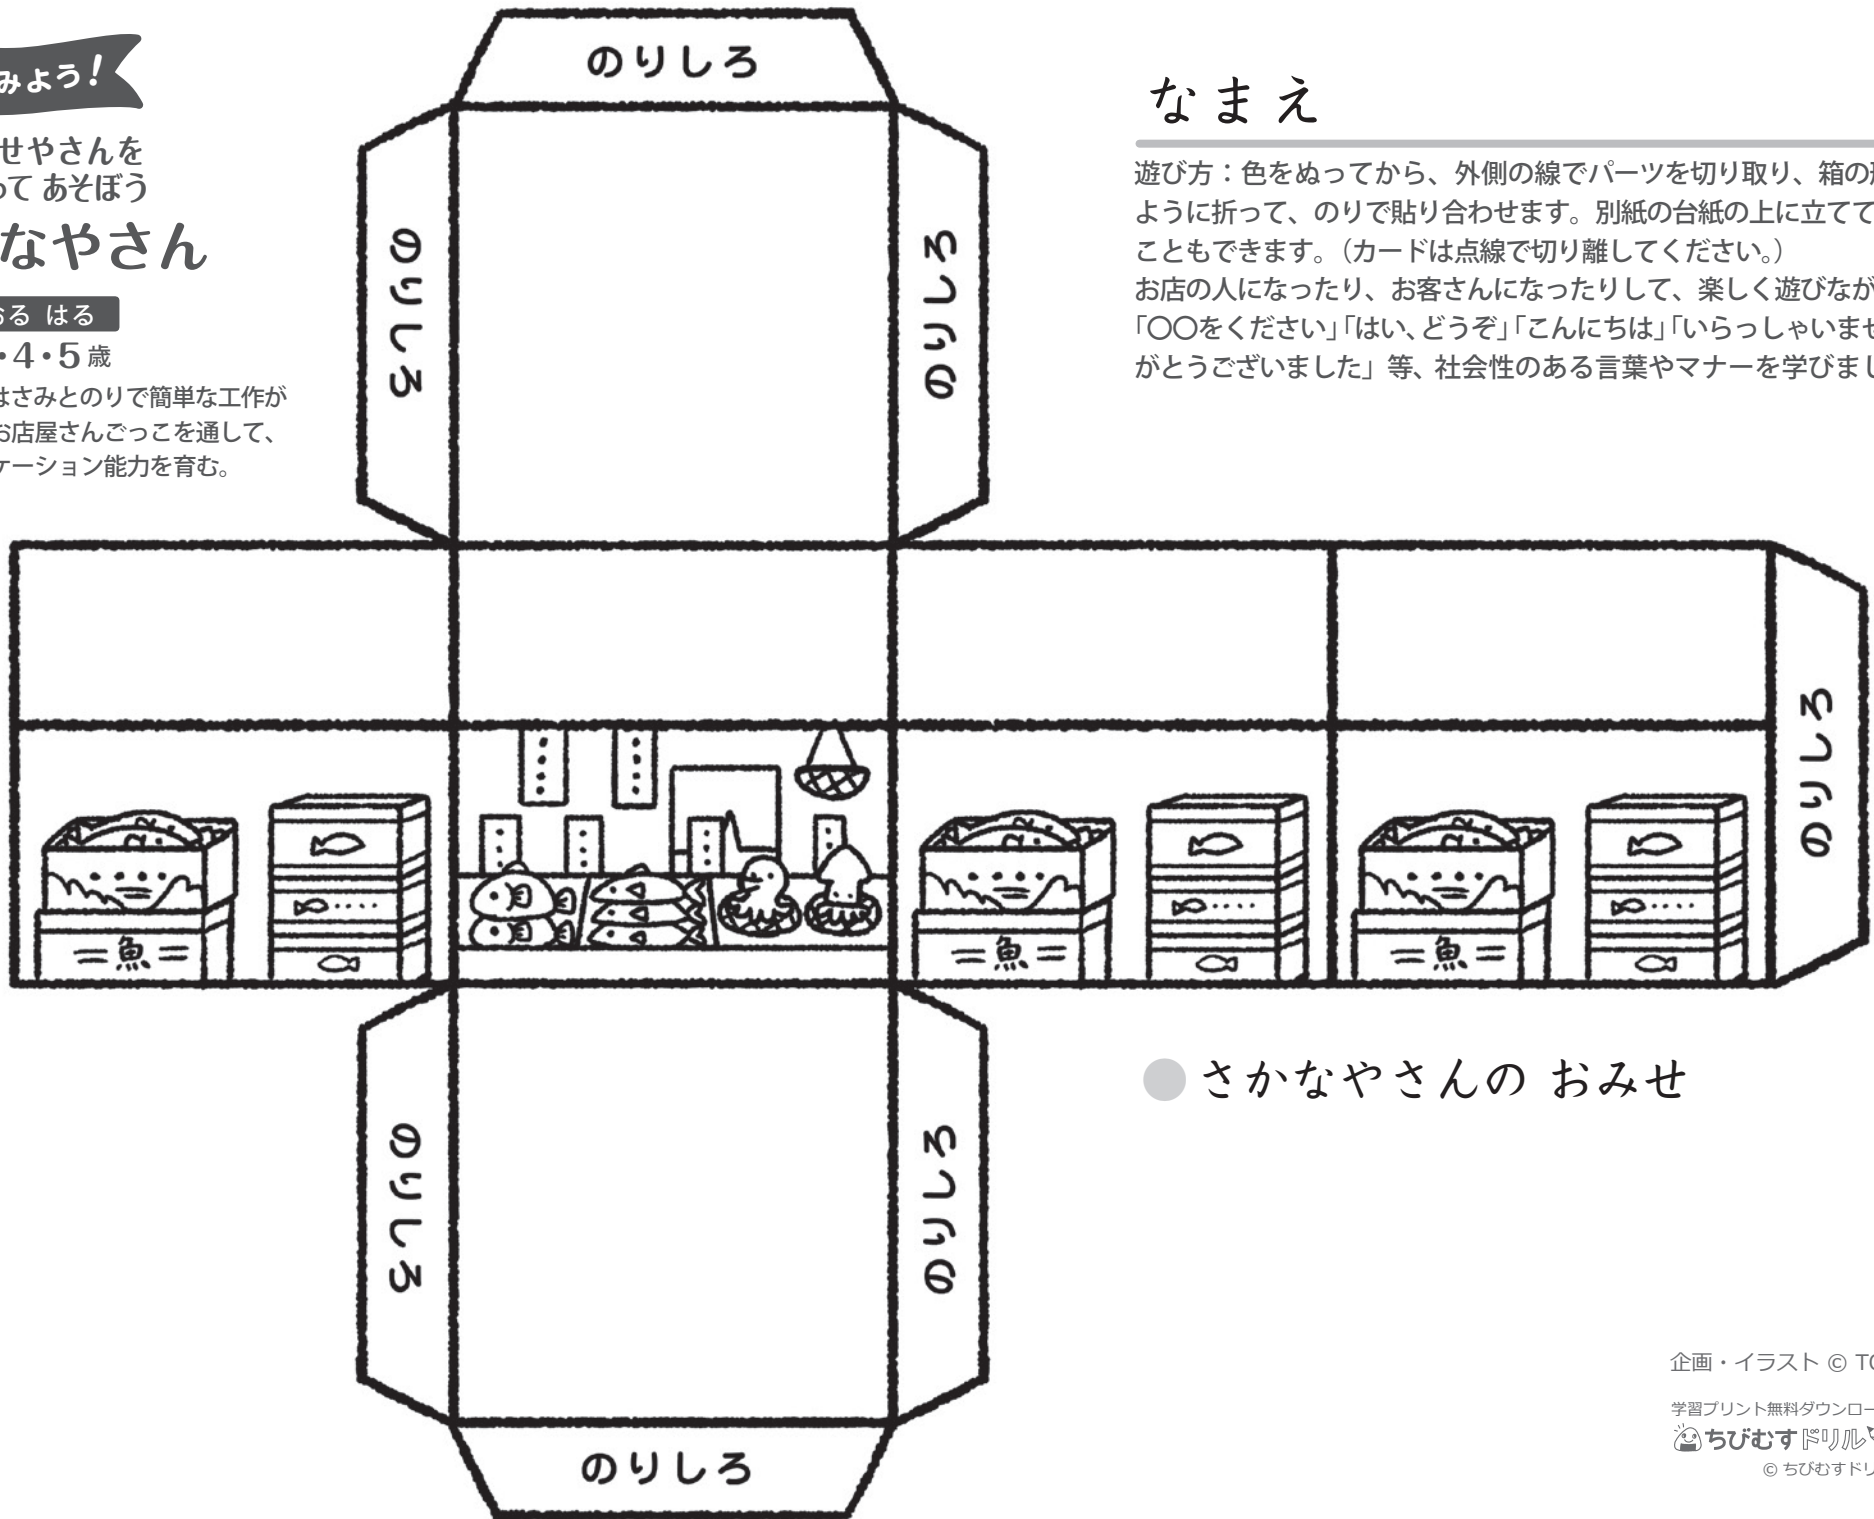 みよう!
せやさんを
って あそぼう
なやさん
おる はる
・4・5歳
はさみとのりで簡単な工作が
お店屋さんごっこを通して、
ケーション能力を育む。
のりしろ
のりしろ
のりしろ
なまえ
遊び方：色をぬってから、外側の線でパーツを切り取り、箱の形
ように折って、のりで貼り合わせます。別紙の台紙の上に立てて
こともできます。（カードは点線で切り離してください。）
お店の人になったり、お客さんになったりして、楽しく遊びなが
「〇〇をください」「はい、どうぞ」「こんにちは」「いらっしゃいませ
がとうございました」等、社会性のある言葉やマナーを学びまし
のりしろ
魚
魚
魚
さかなやさんの おみせ
のりしろ
のりしろ
のりしろ
企画・イラスト © TO
学習プリント無料ダウンロー
ちびむすドリル
© ちびむすドリ